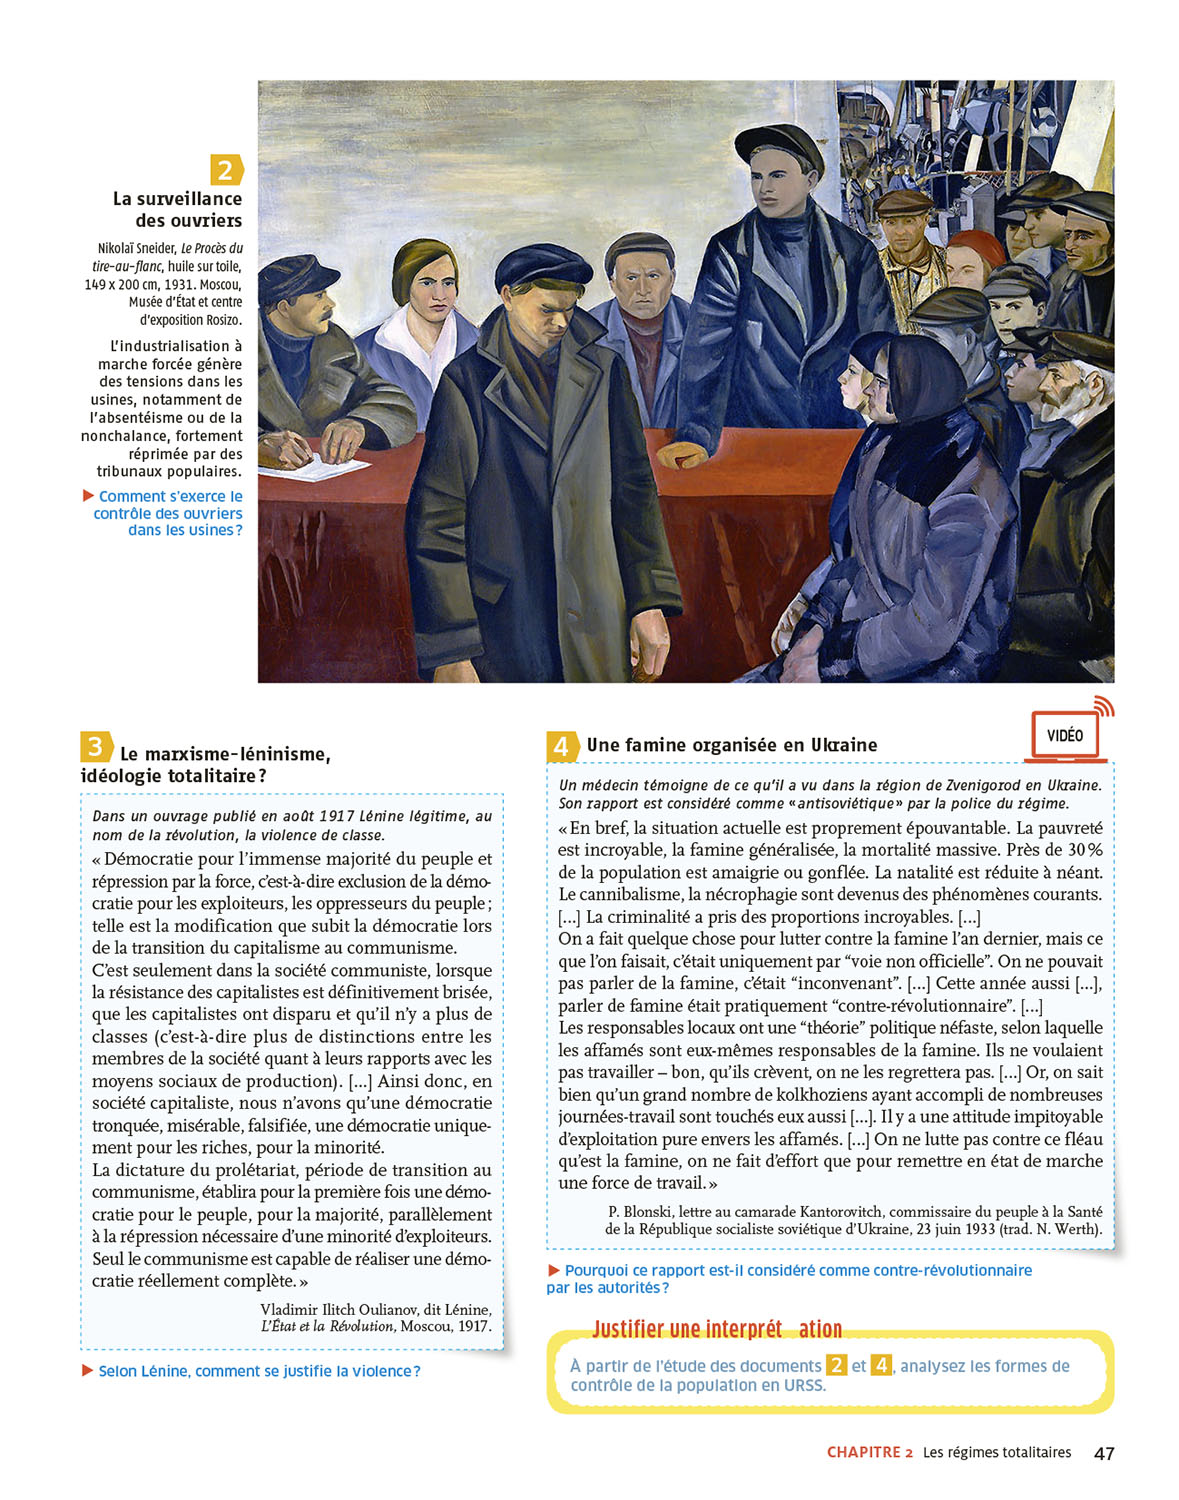 2
La surveillance
des ouvriers
Nikolaï Sneider, Le Procès du
tire-au-flanc, huile sur toile,
149 x 200 cm, 1931. Moscou,
Musée d'État et centre
d'exposition Rosizo.
L'industrialisation à
marche forcée génère
des tensions dans les
usines, notamment de
l'absentéisme ou de la
nonchalance, fortement
réprimée par des
tribunaux populaires.
▶ Comment s'exerce le
contrôle des ouvriers
dans les usines ?
3 Le marxisme-léninisme,
idéologie totalitaire ?
Dans un ouvrage publié en août 1917 Lénine légitime, au
nom de la révolution, la violence de classe.
« Démocratie pour l'immense majorité du peuple et
répression par la force, c'est-à-dire exclusion de la démo-
cratie pour les exploiteurs, les oppresseurs du peuple ;
telle est la modification que subit la démocratie lors
de la transition du capitalisme au communisme.
C'est seulement dans la société communiste, lorsque
la résistance des capitalistes est définitivement brisée,
que les capitalistes ont disparu et qu'il n'y a plus de
classes (c'est-à-dire plus de distinctions entre les
membres de la société quant à leurs rapports avec les
moyens sociaux de production). [...] Ainsi donc, en
société capitaliste, nous n'avons qu'une démocratie
tronquée, misérable, falsifiée, une démocratie unique-
ment pour les riches, pour la minorité.
La dictature du prolétariat, période de transition au
communisme, établira pour la première fois une démo-
cratie pour le peuple, pour la majorité, parallèlement
à la répression nécessaire d'une minorité d'exploiteurs.
Seul le communisme est capable de réaliser une démo-
cratie réellement complète. »
Vladimir Ilitch Oulianov, dit Lénine,
L'État et la Révolution, Moscou, 1917.
▶ Selon Lénine, comment se justifie la violence ?
4 Une famine organisée en Ukraine
VIDÉO
Un médecin témoigne de ce qu'il a vu dans la région de Zvenigorod en Ukraine.
Son rapport est considéré comme « antisoviétique » par la police du régime.
« En bref, la situation actuelle est proprement épouvantable. La pauvreté
est incroyable, la famine généralisée, la mortalité massive. Près de 30 %
de la population est amaigrie ou gonflée. La natalité est réduite à néant.
Le cannibalisme, la nécrophagie sont devenus des phénomènes courants.
[...] La criminalité a pris des proportions incroyables. [...]
On a fait quelque chose pour lutter contre la famine l'an dernier, mais ce
que l'on faisait, c'était uniquement par “voie non officielle”. On ne pouvait
pas parler de la famine, c'était “inconvenant”. [...] Cette année aussi [...],
parler de famine était pratiquement “contre-révolutionnaire”. [...]
Les responsables locaux ont une “théorie” politique néfaste, selon laquelle
les affamés sont eux-mêmes responsables de la famine. Ils ne voulaient
pas travailler – bon, qu'ils crèvent, on ne les regrettera pas. [...] Or, on sait
bien qu'un grand nombre de kolkhoziens ayant accompli de nombreuses
journées-travail sont touchés eux aussi [...]. Il y a une attitude impitoyable
d'exploitation pure envers les affamés. [...] On ne lutte pas contre ce fléau
qu'est la famine, on ne fait d'effort que pour remettre en état de marche
une force de travail. »
P. Blonski, lettre au camarade Kantorovitch, commissaire du peuple à la Santé
de la République socialiste soviétique d'Ukraine, 23 juin 1933 (trad. N. Werth).
▶ Pourquoi ce rapport est-il considéré comme contre-révolutionnaire
par les autorités ?
Justifier une interprét ation
À partir de l'étude des documents 2 et 4, analysez les formes de
contrôle de la population en URSS.
CHAPITRE 2 Les régimes totalitaires 47